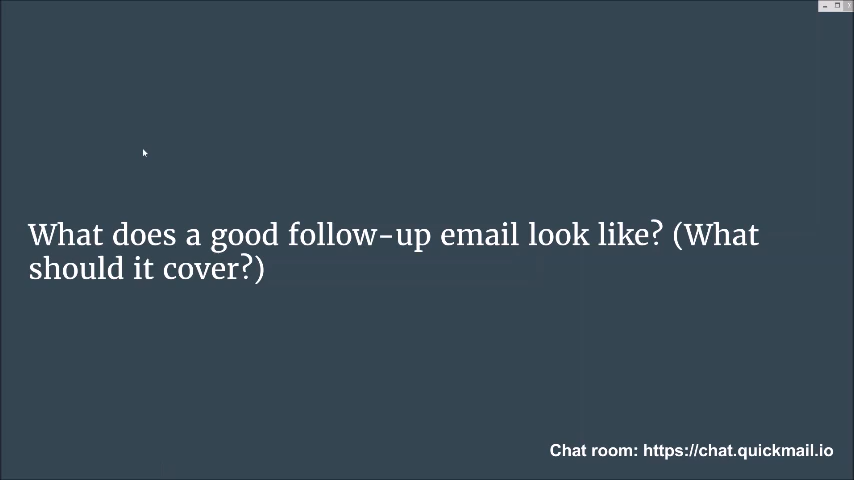 What does a good follow-up email look like? (What
should it cover?)
Chat room: https://chat.quickmail.io